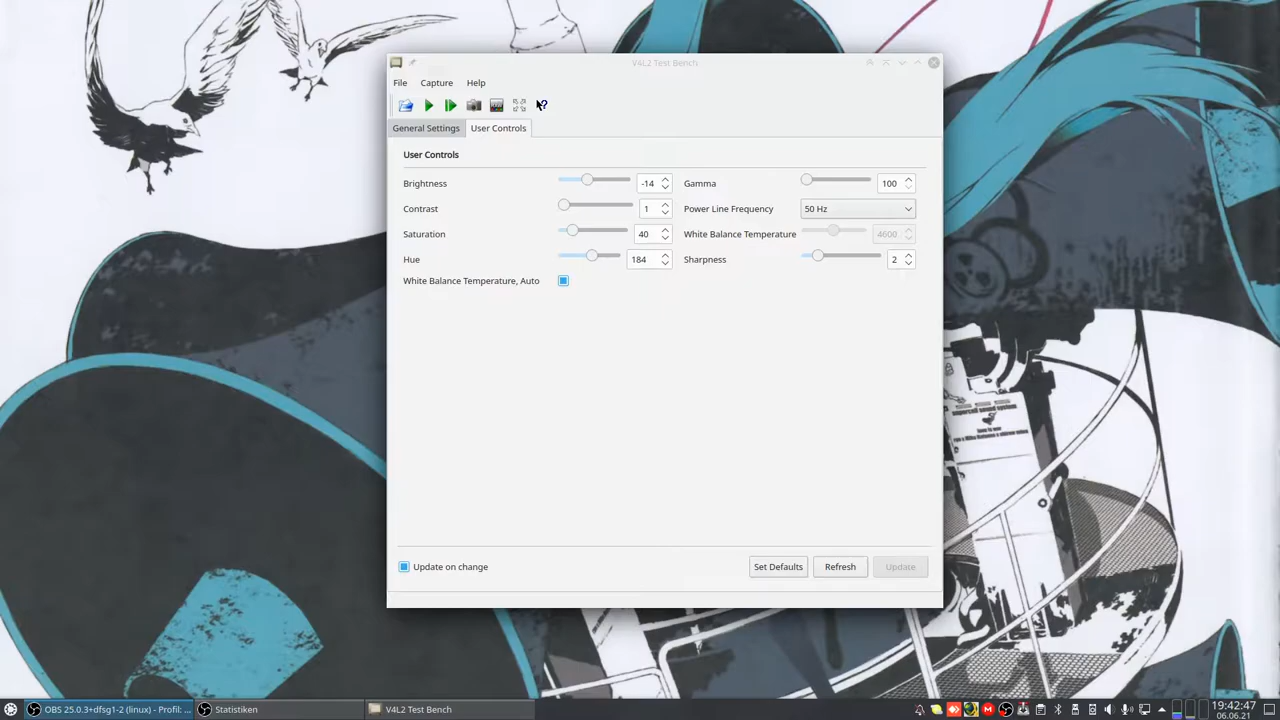 V4L2 Test Bench
File Capture Help
General Settings User Controls
User Controls
Brightness -14 Gamma 100
Contrast 1 Power Line Frequency 50 Hz
Saturation 40 White Balance Temperature 4600
Hue 184 Sharpness 2
White Balance Temperature, Auto
Update on change Set Defaults Refresh Update
OBS 25.0.3+dfsg1-2 (linux) - Profil: ... Statistiken V4L2 Test Bench 19:42:47
06.06.21